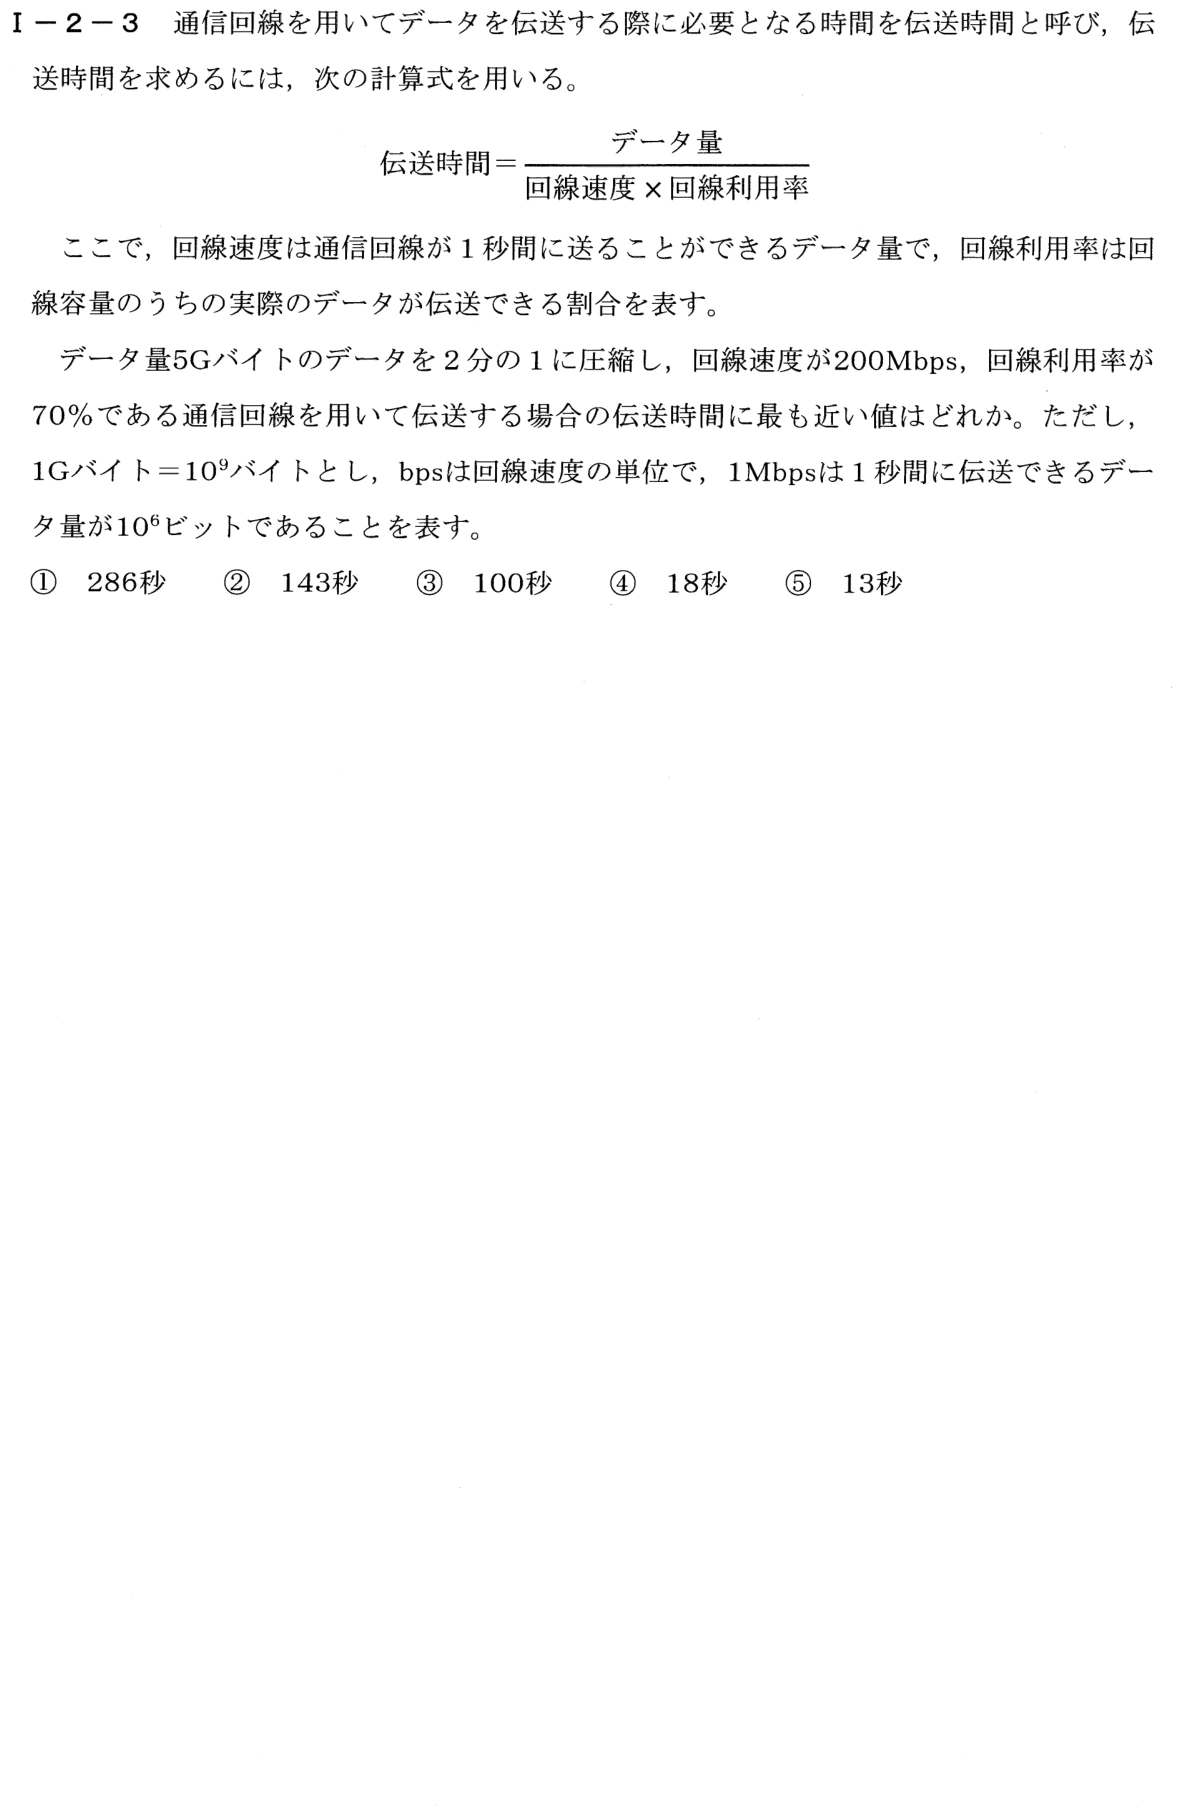 Ⅰ－２－３　通信回線を用いてデータを伝送する際に必要となる時間を伝送時間と呼び，伝
送時間を求めるには，次の計算式を用いる。
データ量
伝送時間＝
回線速度 × 回線利用率
ここで，回線速度は通信回線が１秒間に送ることができるデータ量で，回線利用率は回
線容量のうちの実際のデータが伝送できる割合を表す。
データ量5Gバイトのデータを２分の１に圧縮し，回線速度が200Mbps，回線利用率が
70％である通信回線を用いて伝送する場合の伝送時間に最も近い値はどれか。ただし，
1Gバイト＝10⁹バイトとし，bpsは回線速度の単位で，1Mbpsは１秒間に伝送できるデー
タ量が10⁶ビットであることを表す。
①　286秒　　②　143秒　　③　100秒　　④　18秒　　⑤　13秒